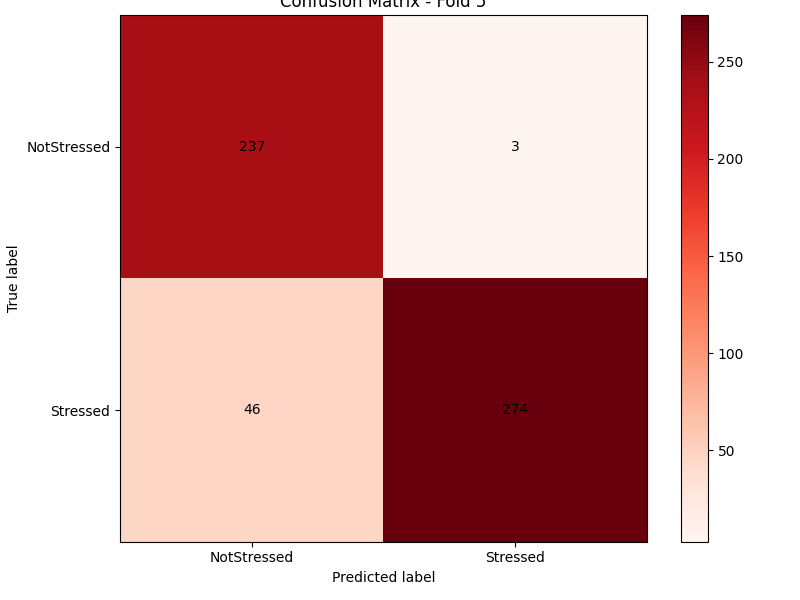 Confusion Matrix - Fold 5
NotStressed
237
3
250
200
150
100
50
True label
Stressed
46
274
NotStressed
Stressed
Predicted label